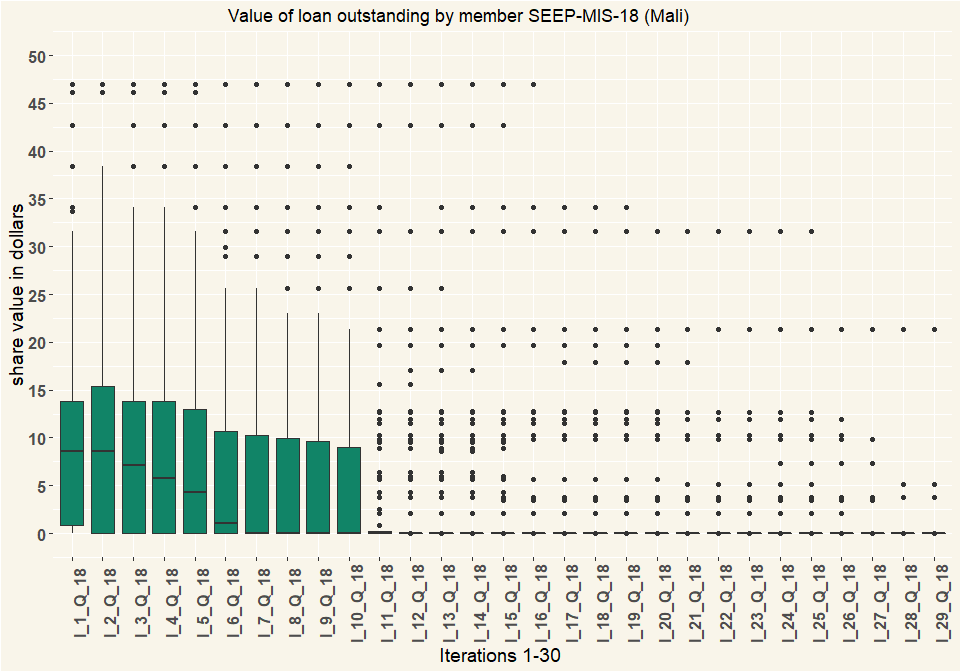 Value of loan outstanding by member SEEP-MIS-18 (Mali)
share value in dollars
50
45
40
35
30
25
20
15
10
5
0
I_1_Q_18
I_2_Q_18
I_3_Q_18
I_4_Q_18
I_5_Q_18
I_6_Q_18
I_7_Q_18
I_8_Q_18
I_9_Q_18
I_10_Q_18
I_11_Q_18
I_12_Q_18
I_13_Q_18
I_14_Q_18
I_15_Q_18
I_16_Q_18
I_17_Q_18
I_18_Q_18
I_19_Q_18
I_20_Q_18
I_21_Q_18
I_22_Q_18
I_23_Q_18
I_24_Q_18
I_25_Q_18
I_26_Q_18
I_27_Q_18
I_28_Q_18
I_29_Q_18
Iterations 1-30